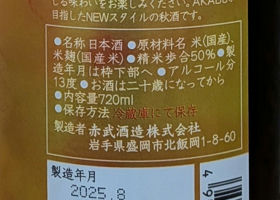 じる味わいをお楽しみください。AKABU
目指したNEWスタイルの秋酒です。
●名称 日本酒 ●原材料名 米(国産)、
米麹(国産米) ●精米歩合50% ●製
造年月は枠下部へ ●アルコール分
13度 ●お酒は二十歳になってから
●内容量720ml
●保存方法 冷蔵庫にて保存
製造者 赤武酒造株式会社
岩手県盛岡市北飯岡1-8-60
製造年月
2025.8
4 9